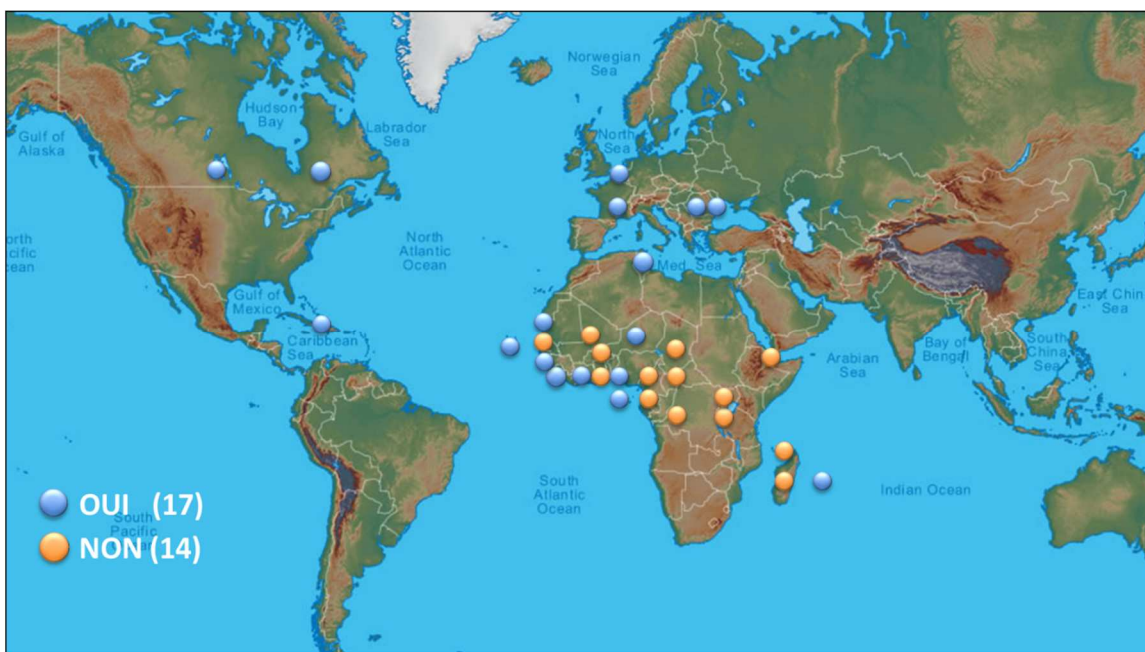 Norwegian
Sea
Hudson
Bay
Labrador
Sea
Gulf of
Alaska
North
Sea
North
Atlantic
Ocean
Med Sea
Gulf of
Mexico
Caribbean
Sea
Arabian
Sea
Bay of
Bengal
South
China
Sea
East Chin
Sea
orth
cific
cean
South
Atlantic
Ocean
Indian Ocean
OUI (17)
South
Pacific
NON (14)